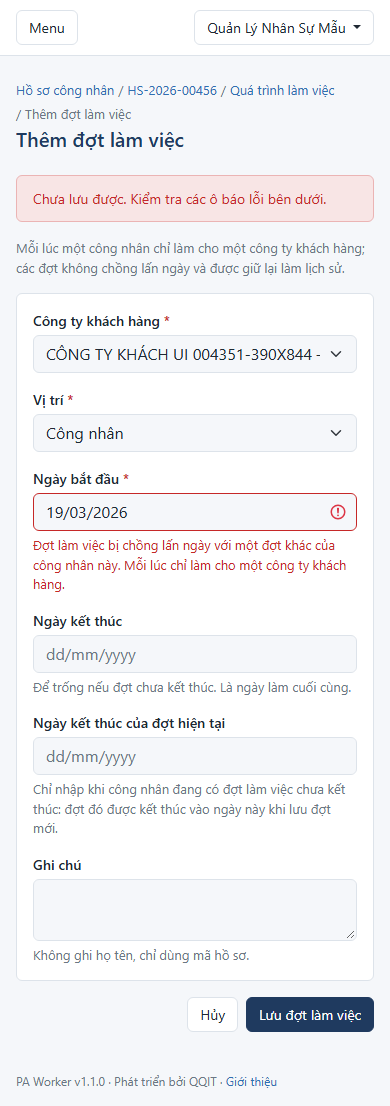 Menu
Quản Lý Nhân Sự Mẫu
Hồ sơ công nhân / HS-2026-00456 / Quá trình làm việc
/ Thêm đợt làm việc
Thêm đợt làm việc
Chưa lưu được. Kiểm tra các ô báo lỗi bên dưới.
Mỗi lúc một công nhân chỉ làm cho một công ty khách hàng;
các đợt không chồng lấn ngày và được giữ lại làm lịch sử.
Công ty khách hàng *
CÔNG TY KHÁCH UI 004351-390X844 -
Vị trí *
Công nhân
Ngày bắt đầu *
19/03/2026
Đợt làm việc bị chồng lấn ngày với một đợt khác của
công nhân này. Mỗi lúc chỉ làm cho một công ty khách
hàng.
Ngày kết thúc
dd/mm/yyyy
Để trống nếu đợt chưa kết thúc. Là ngày làm cuối cùng.
Ngày kết thúc của đợt hiện tại
dd/mm/yyyy
Chỉ nhập khi công nhân đang có đợt làm việc chưa kết
thúc: đợt đó được kết thúc vào ngày này khi lưu đợt
mới.
Ghi chú
Không ghi họ tên, chỉ dùng mã hồ sơ.
Hủy
Lưu đợt làm việc
PA Worker v1.1.0 · Phát triển bởi QQIT · Giới thiệu